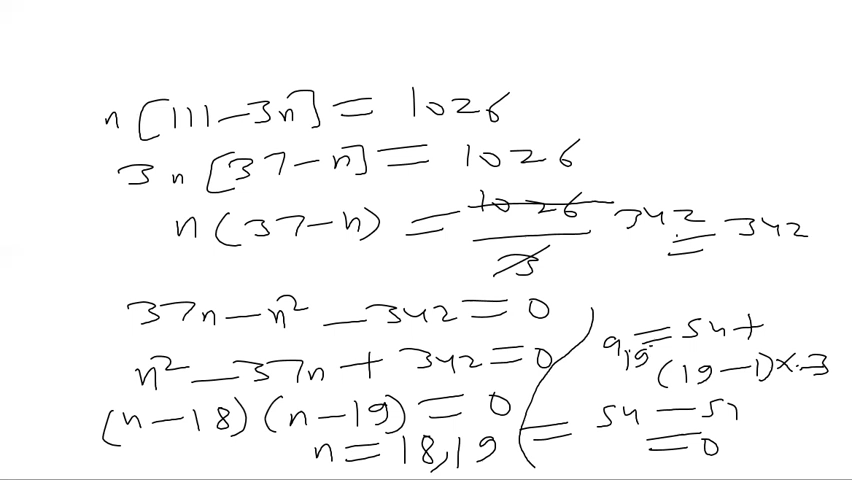 n[111-3n] = 1026
3n[37-n] = 1026
n(37-n) = 1026/3 342 = 342
37n-n²-342=0
n²-37n+342=0
(n-18)(n-19)=0
n=18,19
a₁₉=54+
(19-1)×-3
= 54-54
=0